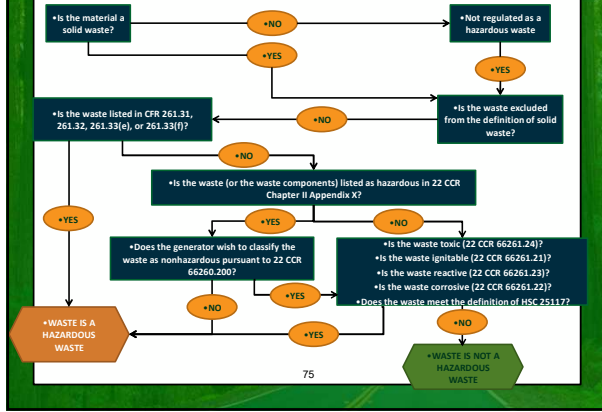 •Is the material a
solid waste?
•NO
•Not regulated as a
hazardous waste
•YES
•YES
•Is the waste listed in CFR 261.31,
261.32, 261.33(e), or 261.33(f)?
•NO
•Is the waste excluded
from the definition of solid
waste?
•NO
•Is the waste (or the waste components) listed as hazardous in 22 CCR
Chapter II Appendix X?
•YES
•YES
•NO
•Does the generator wish to classify the
waste as nonhazardous pursuant to 22 CCR
66260.200?
•Is the waste toxic (22 CCR 66261.24)?
•Is the waste ignitable (22 CCR 66261.21)?
•Is the waste reactive (22 CCR 66261.23)?
•Is the waste corrosive (22 CCR 66261.22)?
•Does the waste meet the definition of HSC 25117?
•YES
•NO
•YES
•NO
•WASTE IS A
HAZARDOUS
WASTE
•WASTE IS NOT A
HAZARDOUS
WASTE
75